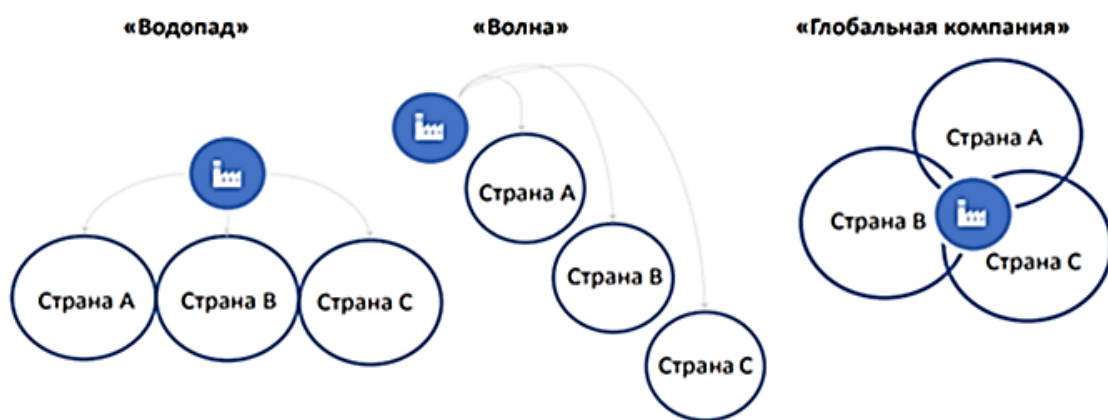 «Водопад»
«Волна»
«Глобальная компания»
Страна А
Страна В
Страна С
Страна А
Страна В
Страна С
Страна А
Страна В
Страна С